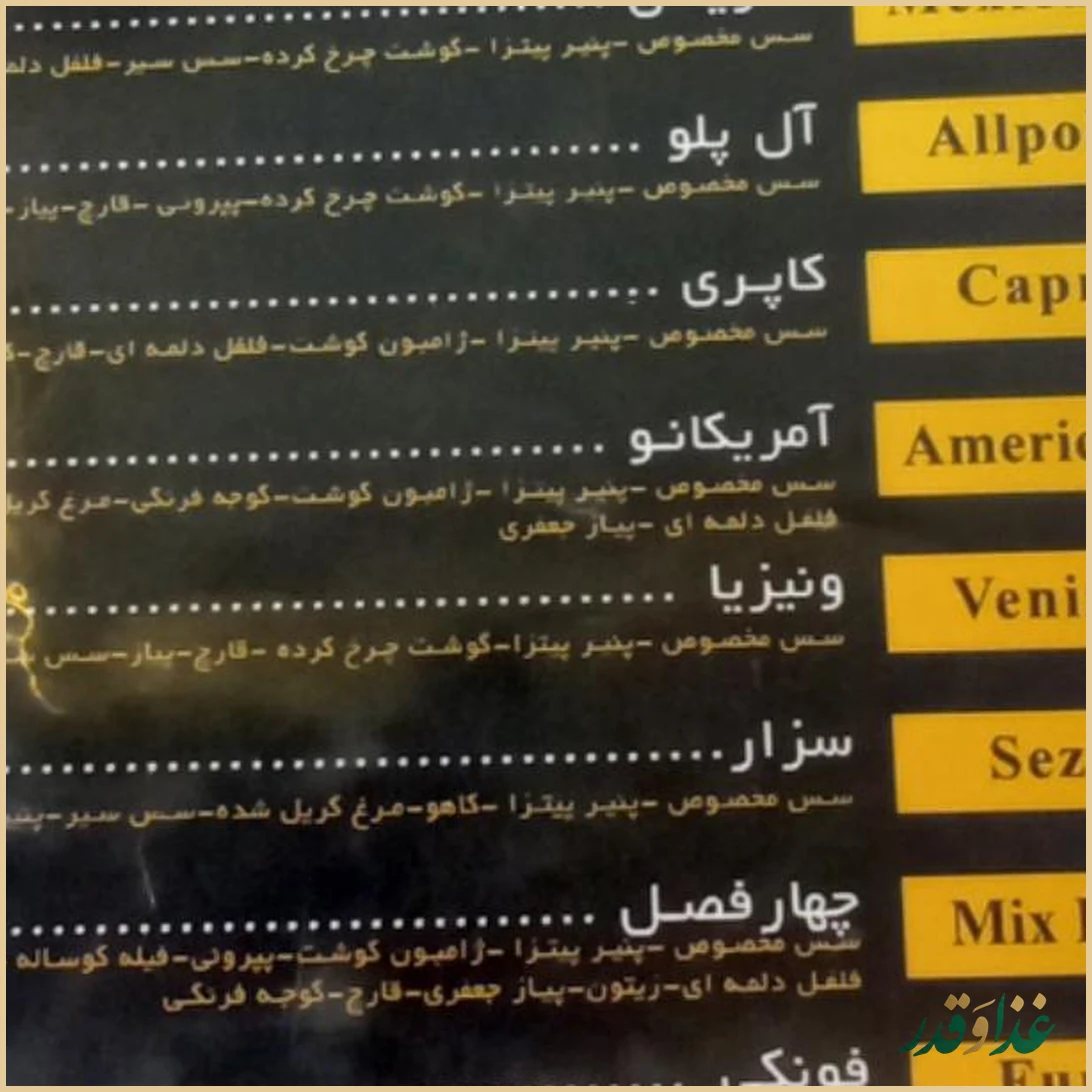 سس مخصوص -پنیر پیتزا -گوشت چرخ کرده-سس سیر-فلفل
آل پلو Allpo
سس مخصوص -پنیر پیتزا -گوشت چرخ کرده-پپرونی -قارچ-پیاز-
کاپری Capr
سس مخصوص -پنیر پیتزا -ژامبون گوشت-فلفل دلمه ای-قارچ-
آمریکانو Americ
سس مخصوص -پنیر پیتزا -ژامبون گوشت-گوجه فرنگی-مرغ
فلفل دلمه ای -پیاز جعفری
ونیزیا Veni
سس مخصوص -پنیر پیتزا-گوشت چرخ کرده -قارچ-پیاز-سس
سزار Sez
سس مخصوص -پنیر پیتزا -کاهو-مرغ گریل شده-سس سیر-
چهار فصل Mix
سس مخصوص -پنیر پیتزا -ژامبون گوشت-پپرونی-فیله گوساله
فلفل دلمه ای-زیتون-پیاز جعفری-قارچ-گوجه فرنگی
فونگی
غذا و قدر